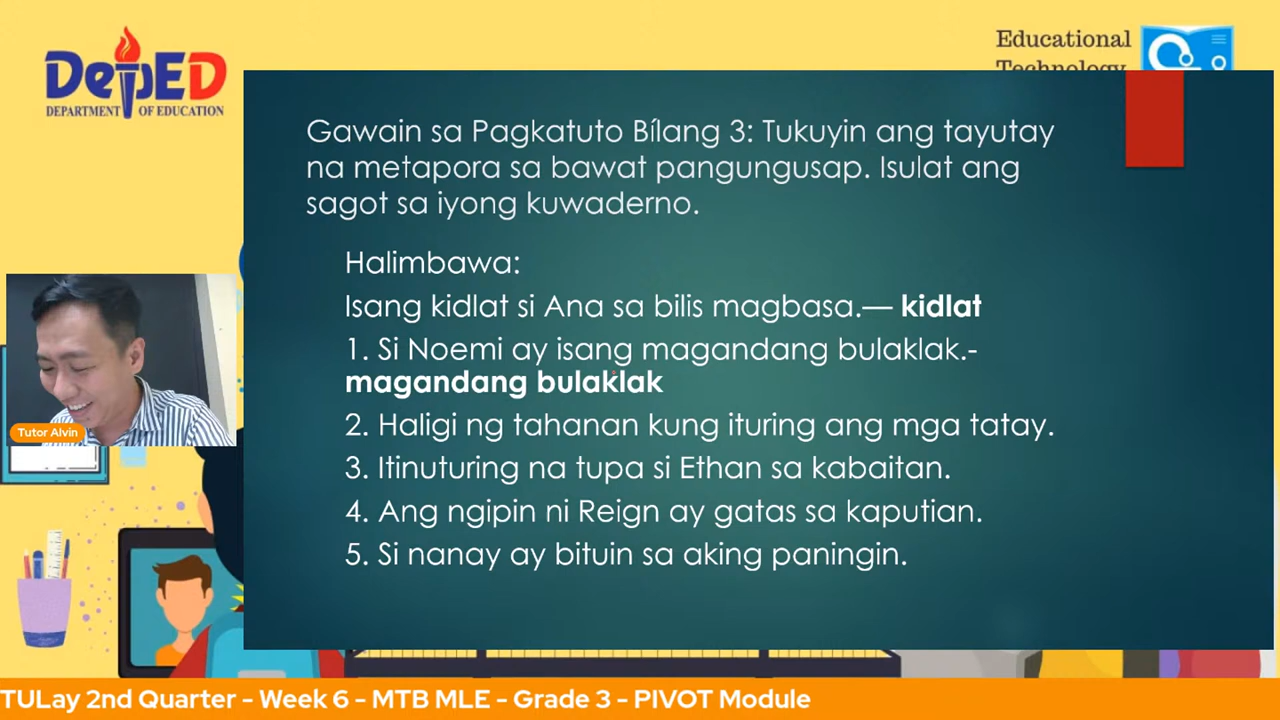 DepED
DEPARTMENT OF EDUCATION
Educational
Technology
Gawain sa Pagkatuto Bílang 3: Tukuyin ang tayutay
na metapora sa bawat pangungusap. Isulat ang
sagot sa iyong kuwaderno.
Halimbawa:
Isang kidlat si Ana sa bilis magbasa.— kidlat
1. Si Noemi ay isang magandang bulaklak.-
magandang bulaklak
2. Haligi ng tahanan kung ituring ang mga tatay.
3. Itinuturing na tupa si Ethan sa kabaitan.
4. Ang ngipin ni Reign ay gatas sa kaputian.
5. Si nanay ay bituin sa aking paningin.
Tutor Alvin
TULay 2nd Quarter - Week 6 - MTB MLE - Grade 3 - PIVOT Module